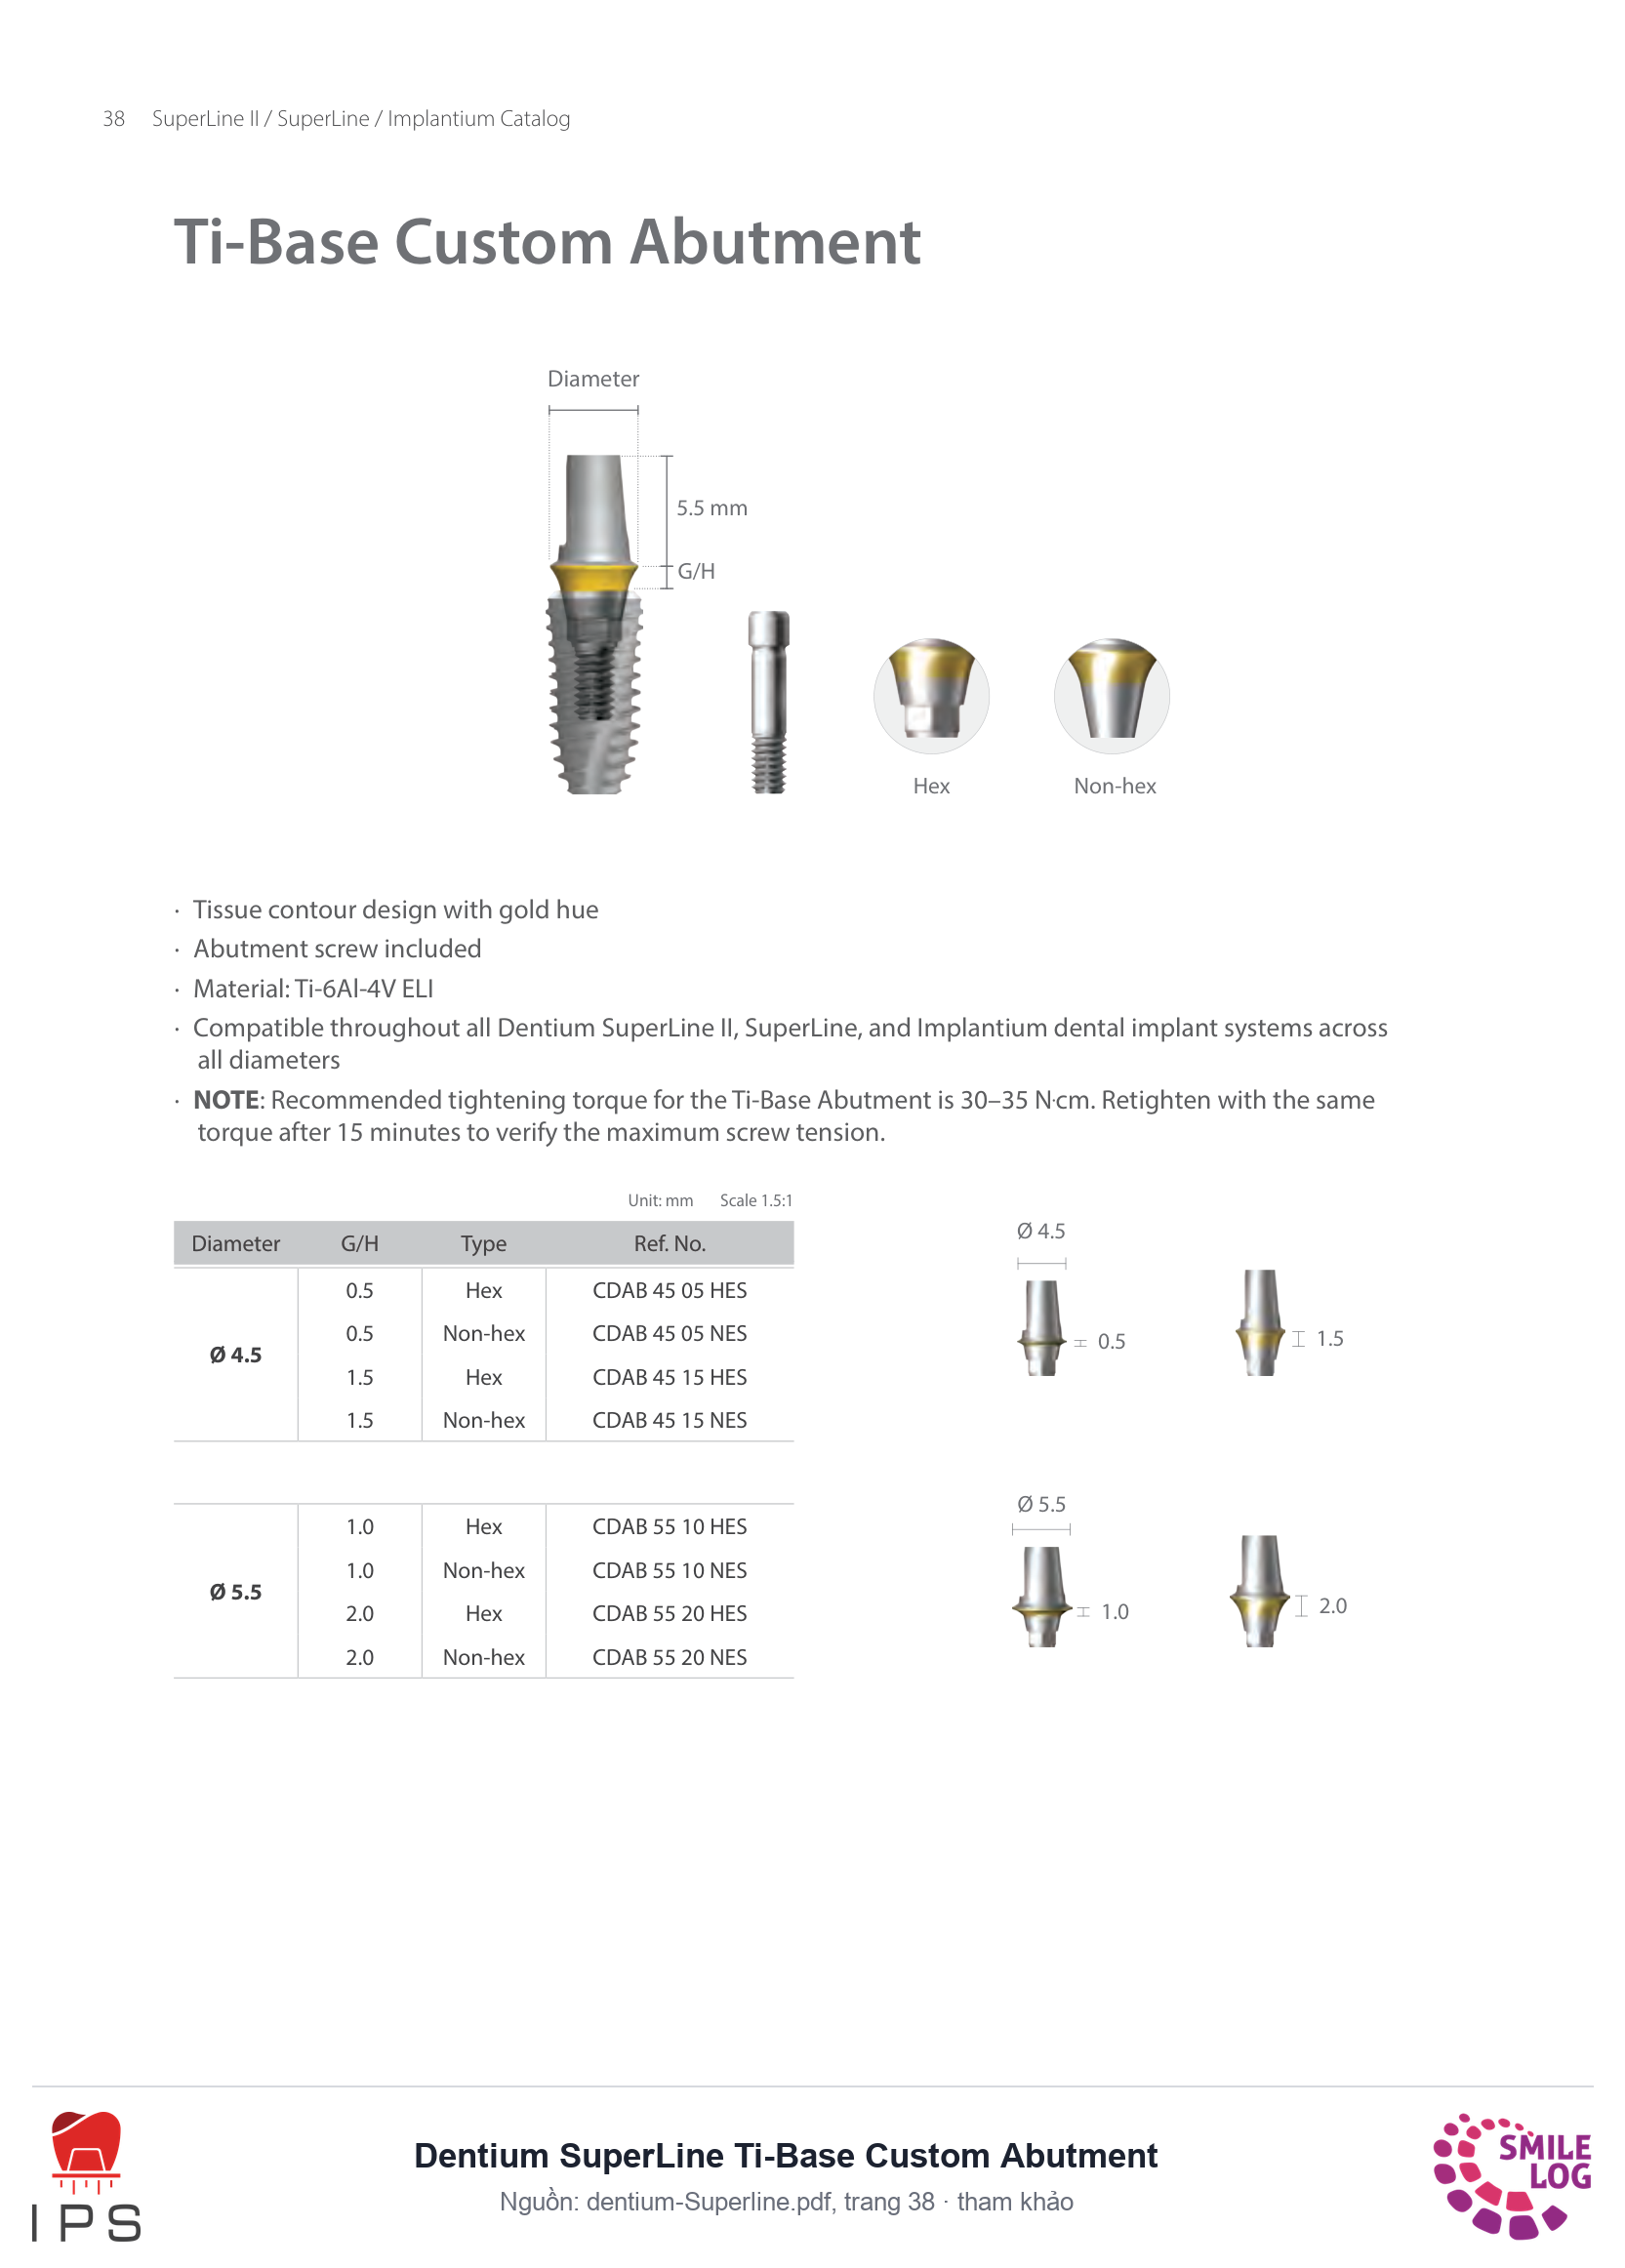 38 SuperLine II / SuperLine / Implantium Catalog
Ti-Base Custom Abutment
Diameter
5.5 mm
G/H
Hex
Non-hex
· Tissue contour design with gold hue
· Abutment screw included
· Material: Ti-6Al-4V ELI
· Compatible throughout all Dentium SuperLine II, SuperLine, and Implantium dental implant systems across
all diameters
· NOTE: Recommended tightening torque for the Ti-Base Abutment is 30–35 N·cm. Retighten with the same
torque after 15 minutes to verify the maximum screw tension.
Unit: mm Scale 1.5:1
Diameter G/H Type Ref. No.
Ø 4.5
0.5 Hex CDAB 45 05 HES
0.5 Non-hex CDAB 45 05 NES
1.5 Hex CDAB 45 15 HES
1.5 Non-hex CDAB 45 15 NES
Ø 4.5
0.5
1.5
Ø 5.5
1.0 Hex CDAB 55 10 HES
1.0 Non-hex CDAB 55 10 NES
2.0 Hex CDAB 55 20 HES
2.0 Non-hex CDAB 55 20 NES
Ø 5.5
1.0
2.0
IPS
Dentium SuperLine Ti-Base Custom Abutment
Nguồn: dentium-Superline.pdf, trang 38 · tham khảo
SMILE
LOG